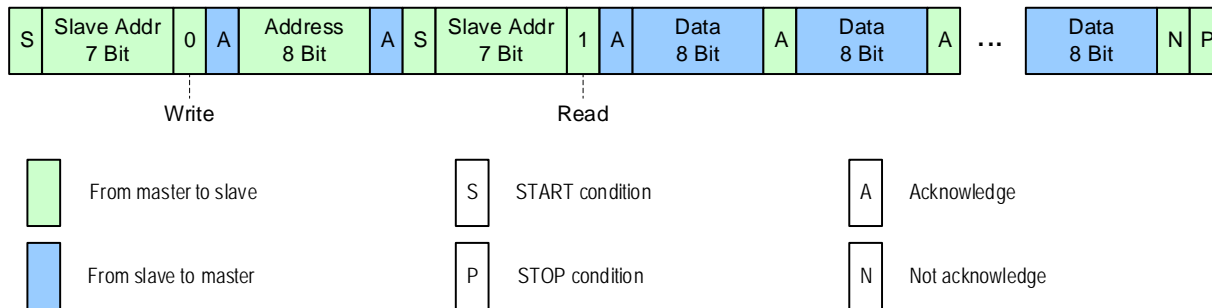 S Slave Addr 7 Bit 0 A Address 8 Bit A S Slave Addr 7 Bit 1 A Data 8 Bit A Data 8 Bit A ... Data 8 Bit N P
Write Read
From master to slave S START condition A Acknowledge
From slave to master P STOP condition N Not acknowledge